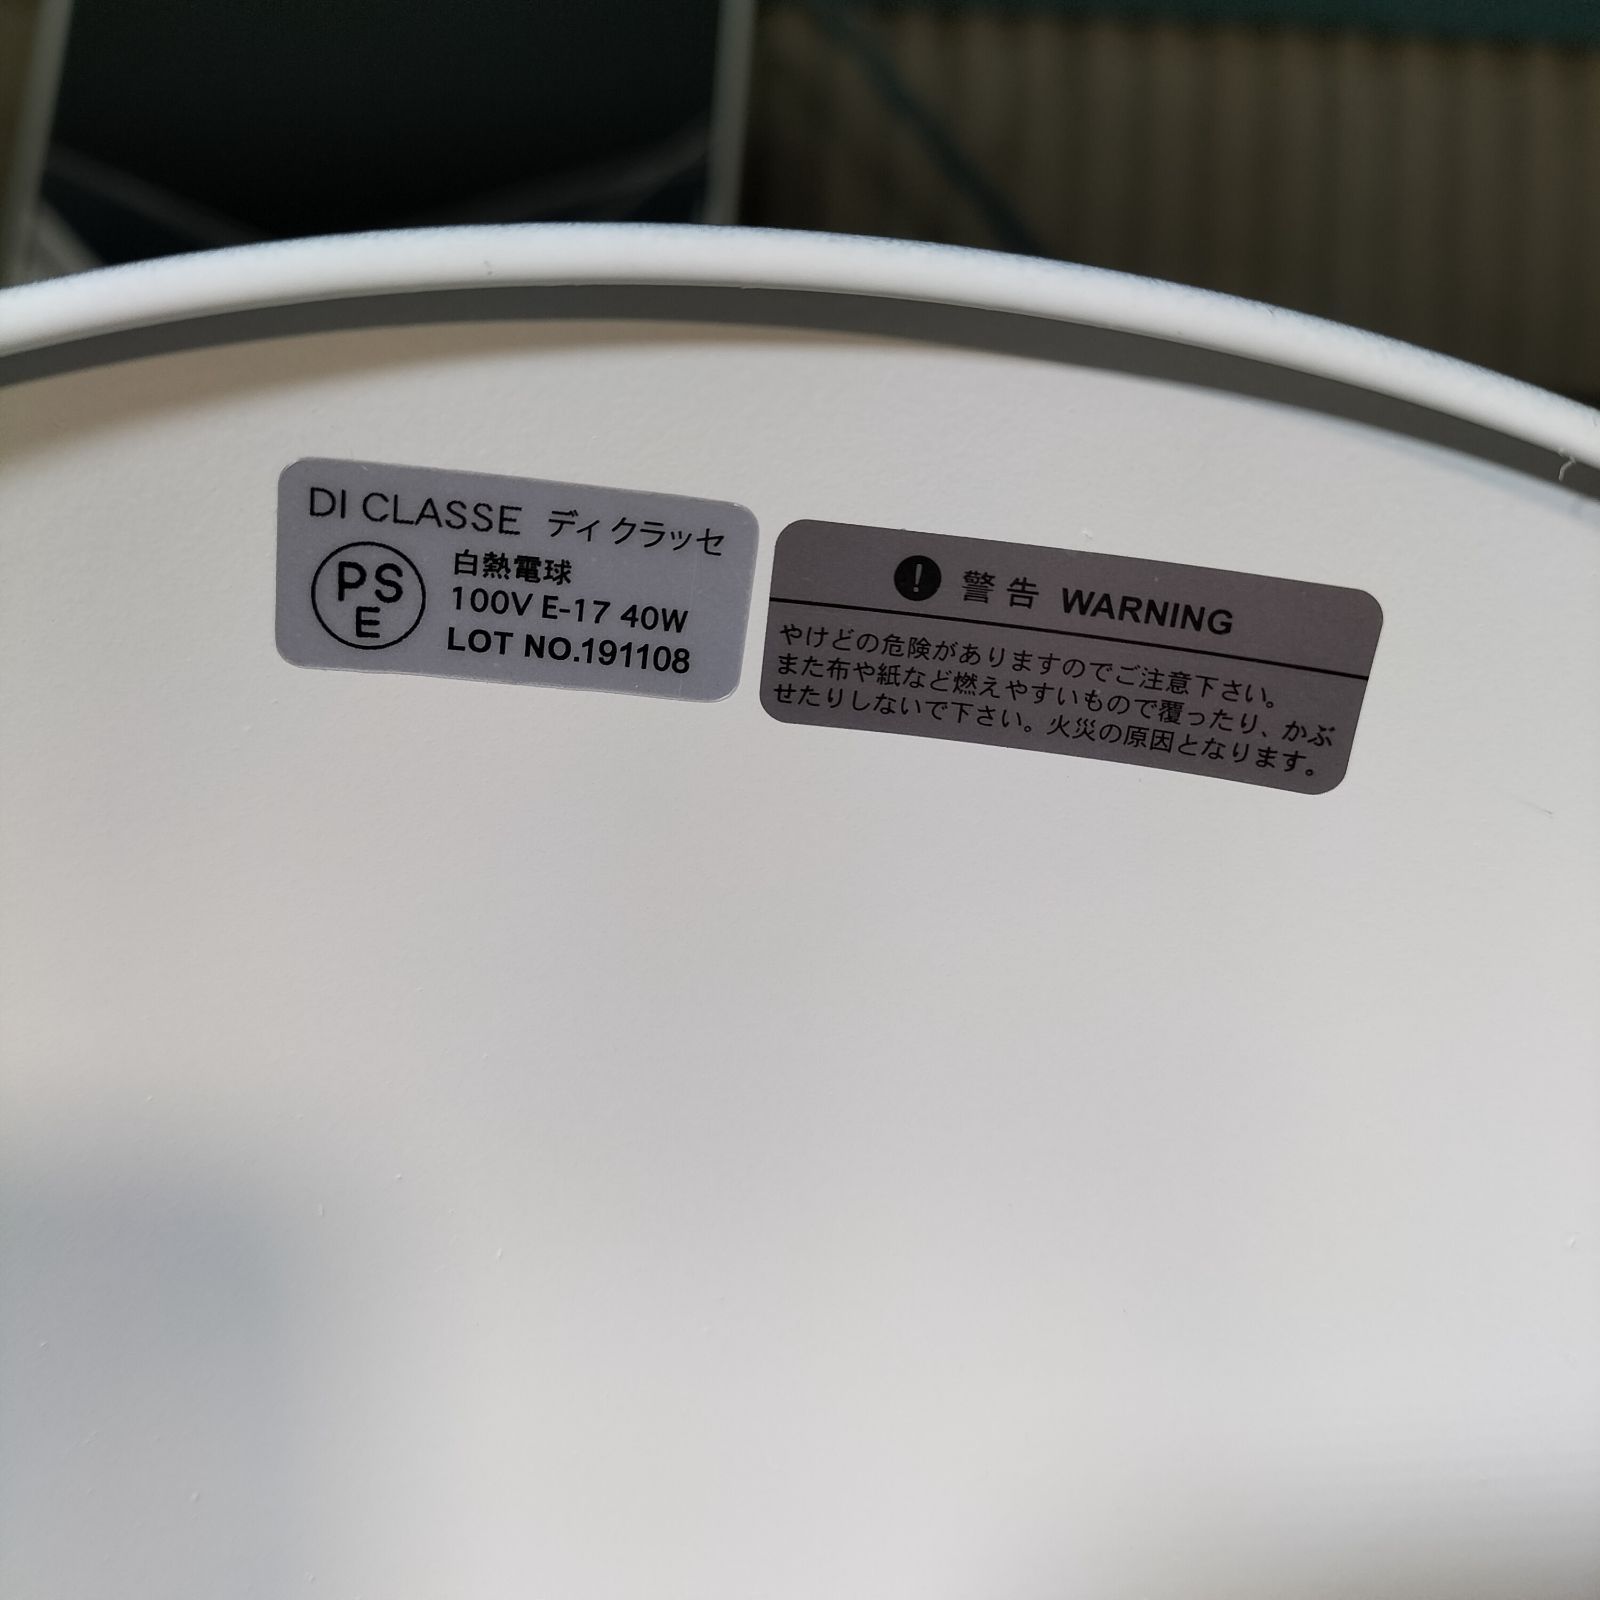 DI CLASSE ディ クラッセ
PS
E
白熱電球
100V E-17 40W
LOT NO.191108
! 警告 WARNING
やけどの危険がありますのでご注意下さい。
また布や紙など燃えやすいもので覆ったり、かぶ
せたりしないで下さい。火災の原因となります。